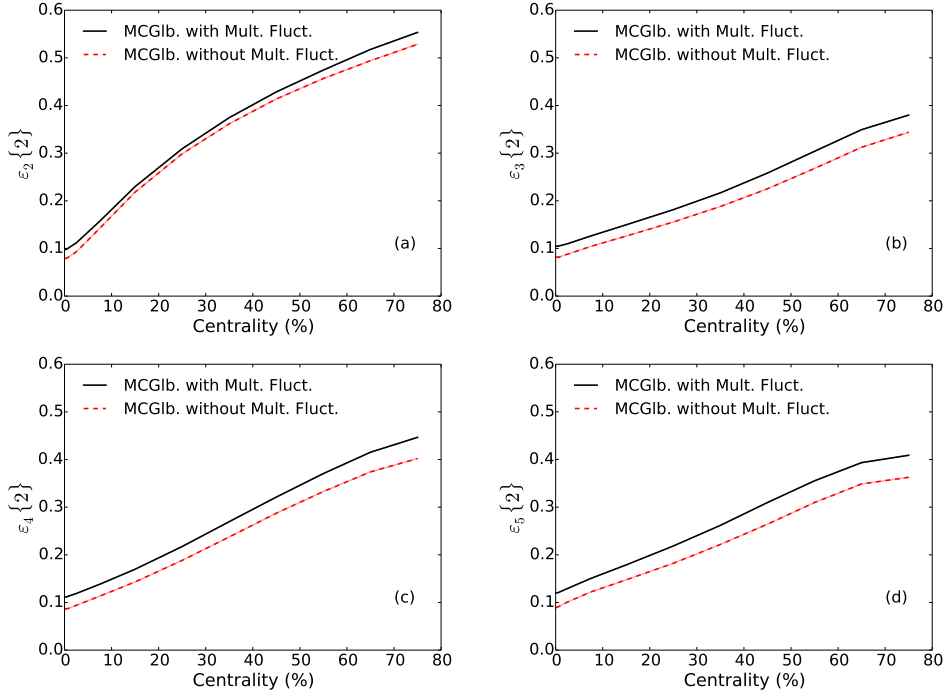 MCGlb. with Mult. Fluct.
MCGlb. without Mult. Fluct.
(a)
ε₂{2}
0.6
0.5
0.4
0.3
0.2
0.1
0.0
0 10 20 30 40 50 60 70 80
Centrality (%)
MCGlb. with Mult. Fluct.
MCGlb. without Mult. Fluct.
(b)
ε₃{2}
0.6
0.5
0.4
0.3
0.2
0.1
0.0
0 10 20 30 40 50 60 70 80
Centrality (%)
MCGlb. with Mult. Fluct.
MCGlb. without Mult. Fluct.
(c)
ε₄{2}
0.6
0.5
0.4
0.3
0.2
0.1
0.0
0 10 20 30 40 50 60 70 80
Centrality (%)
MCGlb. with Mult. Fluct.
MCGlb. without Mult. Fluct.
(d)
ε₅{2}
0.6
0.5
0.4
0.3
0.2
0.1
0.0
0 10 20 30 40 50 60 70 80
Centrality (%)